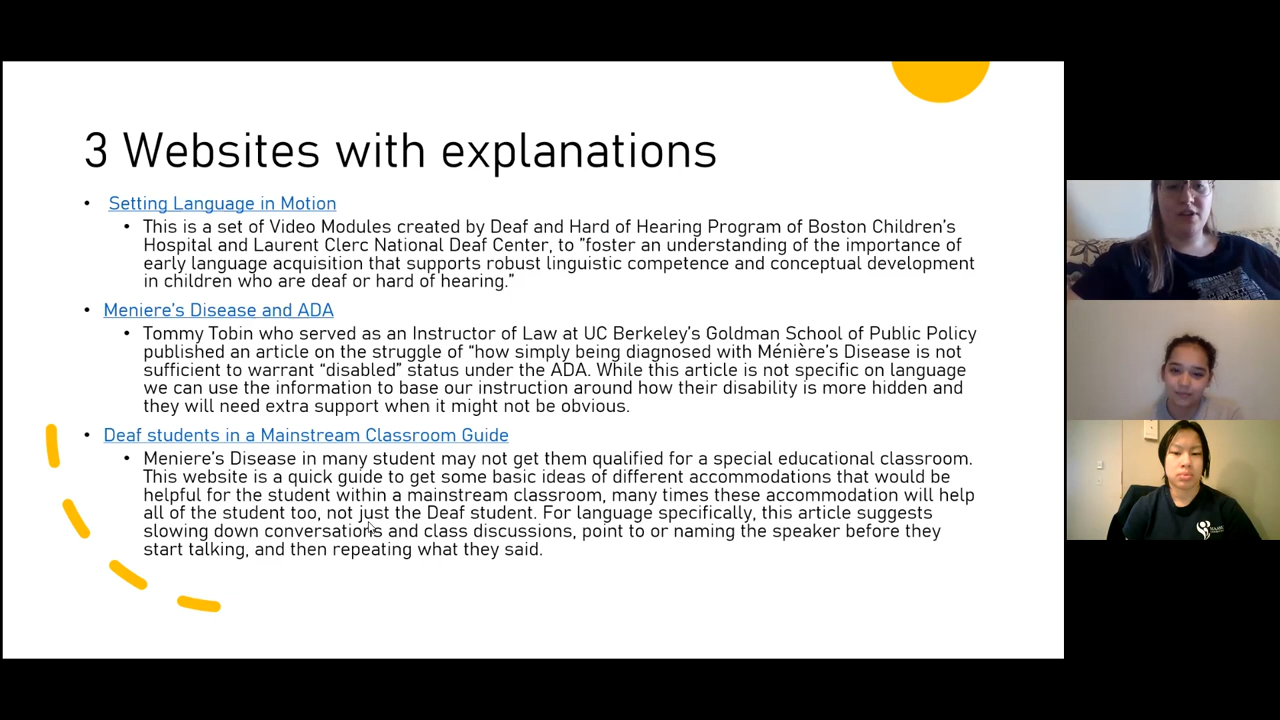 3 Websites with explanations
• Setting Language in Motion
• This is a set of Video Modules created by Deaf and Hard of Hearing Program of Boston Children’s
Hospital and Laurent Clerc National Deaf Center, to ”foster an understanding of the importance of
early language acquisition that supports robust linguistic competence and conceptual development
in children who are deaf or hard of hearing.”
• Meniere’s Disease and ADA
• Tommy Tobin who served as an Instructor of Law at UC Berkeley’s Goldman School of Public Policy
published an article on the struggle of “how simply being diagnosed with Ménière’s Disease is not
sufficient to warrant “disabled” status under the ADA. While this article is not specific on language
we can use the information to base our instruction around how their disability is more hidden and
they will need extra support when it might not be obvious.
• Deaf students in a Mainstream Classroom Guide
• Meniere’s Disease in many student may not get them qualified for a special educational classroom.
This website is a quick guide to get some basic ideas of different accommodations that would be
helpful for the student within a mainstream classroom, many times these accommodation will help
all of the student too, not just the Deaf student. For language specifically, this article suggests
slowing down conversations and class discussions, point to or naming the speaker before they
start talking, and then repeating what they said.